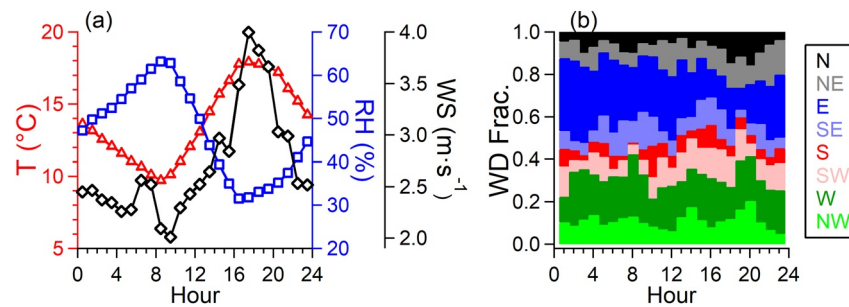 (a)
20
15
10
5
T (°C)
70
60
50
40
30
20
RH (%)
4.0
3.5
3.0
2.5
2.0
WS (m·s⁻¹)
0 4 8 12 16 20 24
Hour
(b)
1.0
0.8
0.6
0.4
0.2
0.0
WD Frac.
0 4 8 12 16 20 24
Hour
N
NE
E
SE
S
SW
W
NW